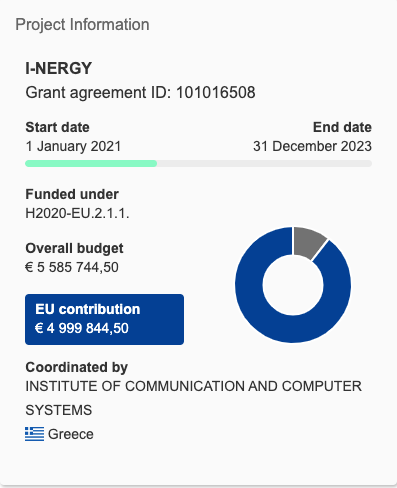 Project Information
I-NERGY
Grant agreement ID: 101016508
Start date
End date
1 January 2021
31 December 2023
Funded under
H2020-EU.2.1.1.
Overall budget
€ 5 585 744,50
EU contribution
€ 4 999 844,50
Coordinated by
INSTITUTE OF COMMUNICATION AND COMPUTER
SYSTEMS
Greece